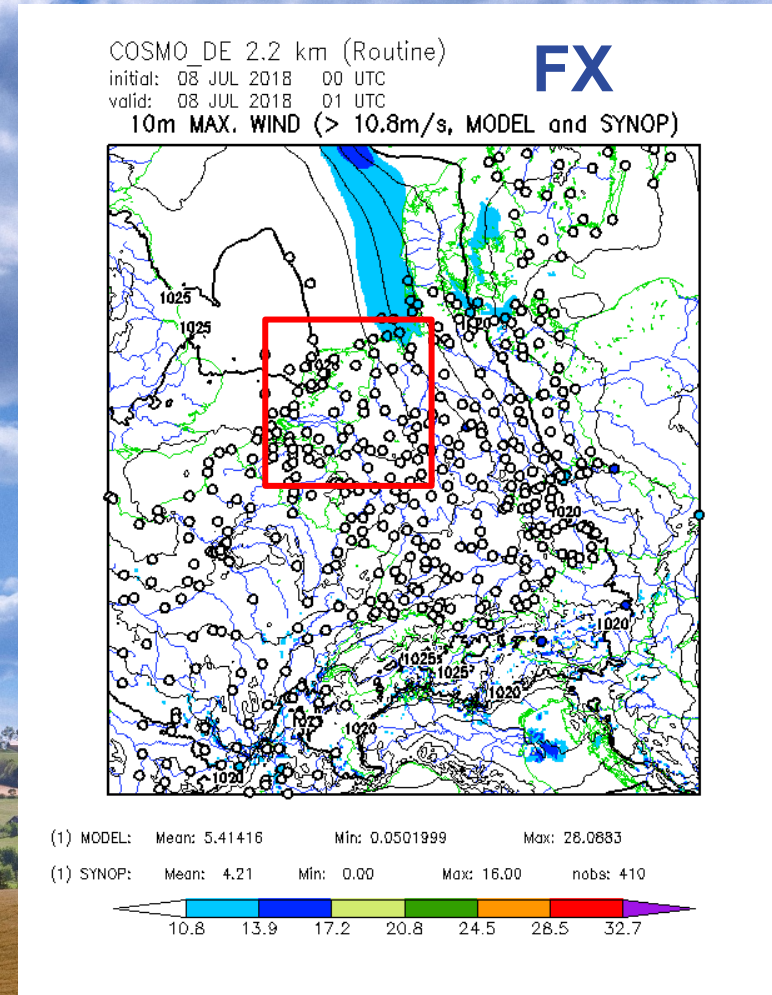 COSMO_DE 2.2 km (Routine)
FX
initial: 08 JUL 2018 00 UTC
valid: 08 JUL 2018 01 UTC
10m MAX. WIND (> 10.8m/s, MODEL and SYNOP)
1025
1025
1020
1020
1020
1025
1025
1020
1020
1020
(1) MODEL: Mean: 5.41416 Min: 0.0501999 Max: 28.0883
(1) SYNOP: Mean: 4.21 Min: 0.00 Max: 16.00 nobs: 410
10.8 13.9 17.2 20.8 24.5 28.5 32.7